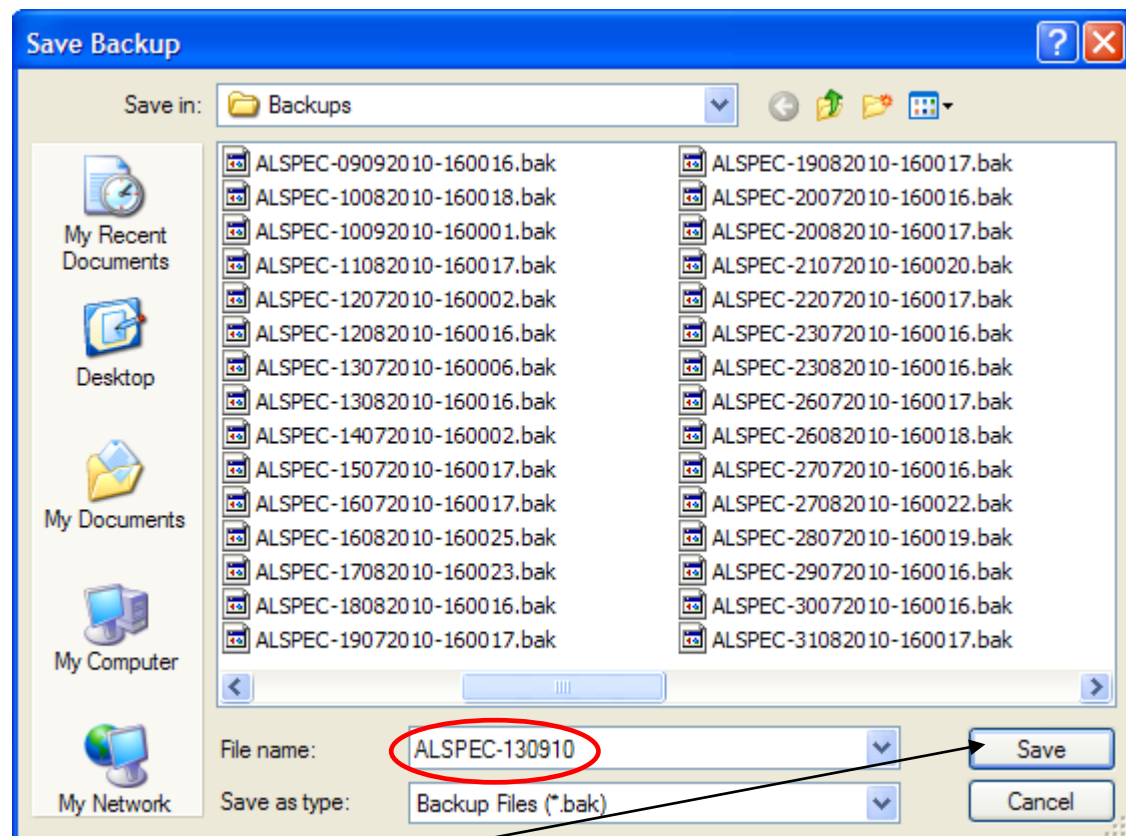 Save Backup
Save in:
Backups
My Recent
Documents
Desktop
My Documents
My Computer
My Network
ALSPEC-09092010-160016.bak
ALSPEC-10082010-160018.bak
ALSPEC-10092010-160001.bak
ALSPEC-11082010-160017.bak
ALSPEC-12072010-160002.bak
ALSPEC-12082010-160016.bak
ALSPEC-13072010-160006.bak
ALSPEC-13082010-160016.bak
ALSPEC-14072010-160002.bak
ALSPEC-15072010-160017.bak
ALSPEC-16072010-160017.bak
ALSPEC-16082010-160025.bak
ALSPEC-17082010-160023.bak
ALSPEC-18082010-160016.bak
ALSPEC-19072010-160017.bak
ALSPEC-19082010-160017.bak
ALSPEC-20072010-160016.bak
ALSPEC-20082010-160017.bak
ALSPEC-21072010-160020.bak
ALSPEC-22072010-160017.bak
ALSPEC-23072010-160016.bak
ALSPEC-23082010-160016.bak
ALSPEC-26072010-160017.bak
ALSPEC-26082010-160018.bak
ALSPEC-27072010-160016.bak
ALSPEC-27082010-160022.bak
ALSPEC-28072010-160019.bak
ALSPEC-29072010-160016.bak
ALSPEC-30072010-160016.bak
ALSPEC-31082010-160017.bak
File name:
ALSPEC-130910
Save
Save as type:
Backup Files (*.bak)
Cancel